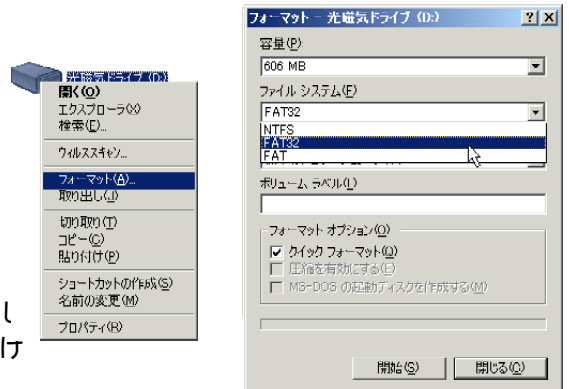 光磁気ドライブ (D:)
開く(O)
エクスプローラ(X)
検索(E)...
ウィルススキャン...
フォーマット(A)...
取り出し(J)
切り取り(T)
コピー(C)
貼り付け(P)
ショートカットの作成(S)
名前の変更(M)
プロパティ(R)
し
け
フォーマット - 光磁気ドライブ (D:)
容量(P):
606 MB
ファイル システム(F)
FAT32
NTFS
FAT32
FAT
ボリューム ラベル(L)
フォーマット オプション(O)
クイック フォーマット(Q)
圧縮を有効にする(E)
MS-DOS の起動ディスクを作成する(M)
開始(S)
閉じる(C)